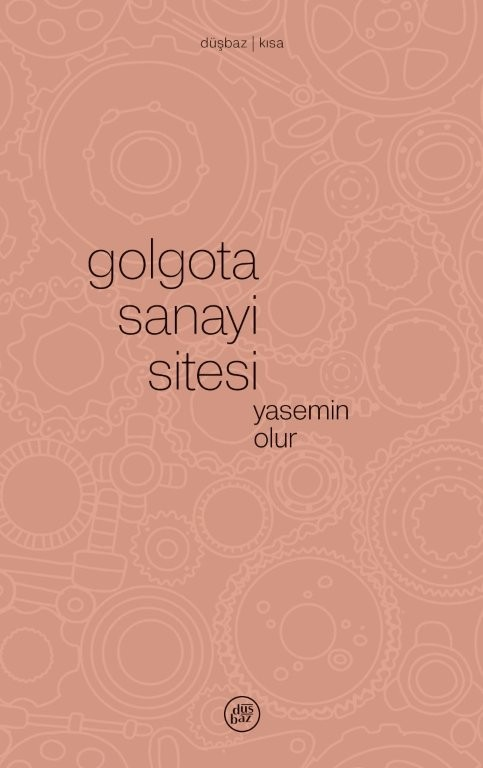 düşbaz | kısa
golgota
sanayi
sitesi
yasemin
olur
düş
baz